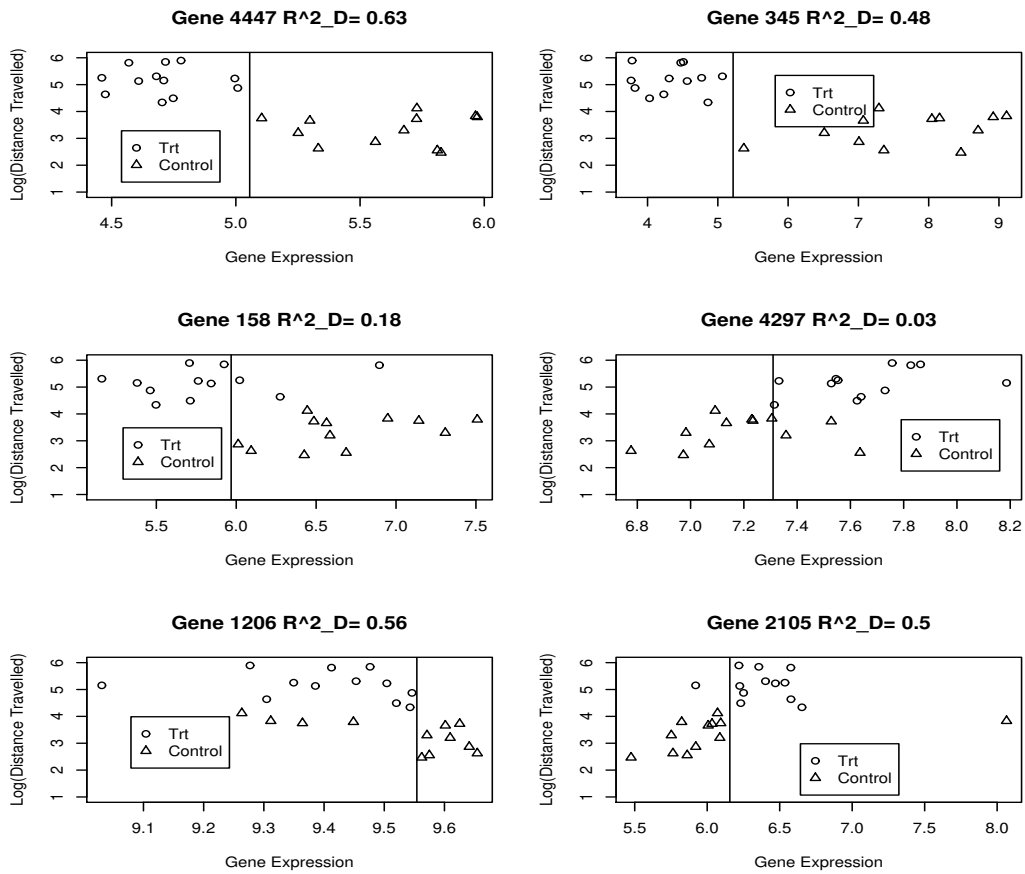 Gene 4447 R^2_D= 0.63
Log(Distance Travelled)
1 2 3 4 5 6
Trt
Control
4.5 5.0 5.5 6.0
Gene Expression
Gene 345 R^2_D= 0.48
Log(Distance Travelled)
1 2 3 4 5 6
Trt
Control
4 5 6 7 8 9
Gene Expression
Gene 158 R^2_D= 0.18
Log(Distance Travelled)
1 2 3 4 5 6
Trt
Control
5.5 6.0 6.5 7.0 7.5
Gene Expression
Gene 4297 R^2_D= 0.03
Log(Distance Travelled)
1 2 3 4 5 6
Trt
Control
6.8 7.0 7.2 7.4 7.6 7.8 8.0 8.2
Gene Expression
Gene 1206 R^2_D= 0.56
Log(Distance Travelled)
1 2 3 4 5 6
Trt
Control
9.1 9.2 9.3 9.4 9.5 9.6
Gene Expression
Gene 2105 R^2_D= 0.5
Log(Distance Travelled)
1 2 3 4 5 6
Trt
Control
5.5 6.0 6.5 7.0 7.5 8.0
Gene Expression